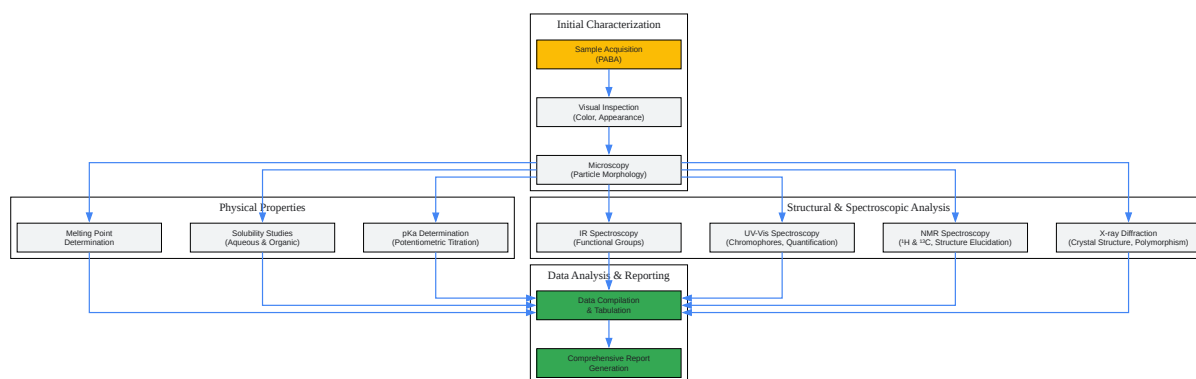 Initial Characterization
Sample Acquisition
(PABA)
Visual Inspection
(Color, Appearance)
Microscopy
(Particle Morphology)
Physical Properties
Melting Point
Determination
Solubility Studies
(Aqueous & Organic)
pKa Determination
(Potentiometric Titration)
Structural & Spectroscopic Analysis
IR Spectroscopy
(Functional Groups)
UV-Vis Spectroscopy
(Chromophores, Quantification)
NMR Spectroscopy
(¹H & ¹³C, Structure Elucidation)
X-ray Diffraction
(Crystal Structure, Polymorphism)
Data Analysis & Reporting
Data Compilation
& Tabulation
Comprehensive Report
Generation